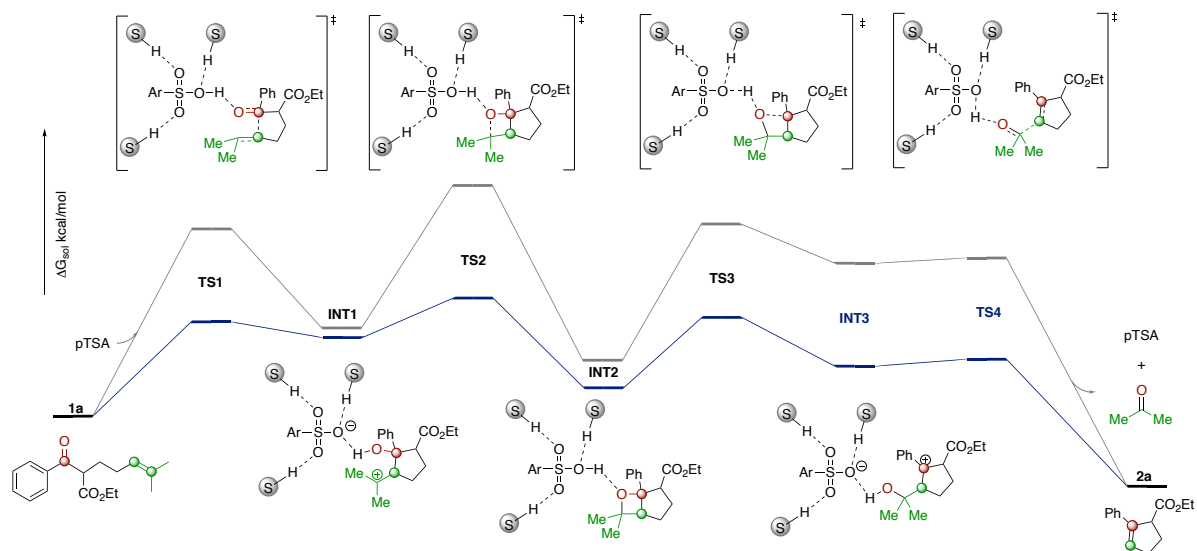 ‡
‡
‡
‡
S
S
H
H
O
Ar
S
O
H
O
O
Ph
CO2Et
S
H
Me
Me
S
S
H
H
O
Ar
S
O
H
O
O
Ph
CO2Et
S
H
Me
Me
S
S
H
H
O
Ar
S
O
H
O
O
Ph
CO2Et
S
H
Me
Me
S
S
H
H
O
Ar
S
O
H
O
O
Ph
CO2Et
S
H
Me
Me
ΔGsol kcal/mol
TS1
TS2
TS3
INT1
INT2
INT3
TS4
pTSA
1a
pTSA
+
O
Me
Me
2a
O
CO2Et
S
S
H
H
O
Ar
S
O
⊖
O
H
O
Ph
CO2Et
S
H
Me
⊕
Me
S
S
H
H
O
Ar
S
O
H
O
O
Ph
CO2Et
S
H
Me
Me
S
S
H
H
O
Ar
S
O
⊖
O
H
O
Ph
⊕
CO2Et
S
H
Me
Me
Ph
CO2Et